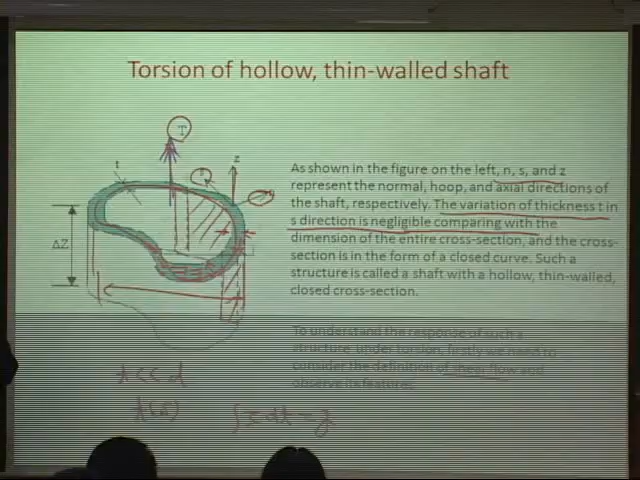 Torsion of hollow, thin-walled shaft
T
t
z
ΔZ
As shown in the figure on the left, n, s, and z
represent the normal, hoop, and axial directions of
the shaft, respectively. The variation of thickness t in
s direction is negligible comparing with the
dimension of the entire cross-section, and the cross-
section is in the form of a closed curve. Such a
structure is called a shaft with a hollow, thin-walled,
closed cross-section.
To understand the response of such a
structure under torsion, firstly we need to
consider the definition of shear flow and
observe its features.
t << d
t(s)